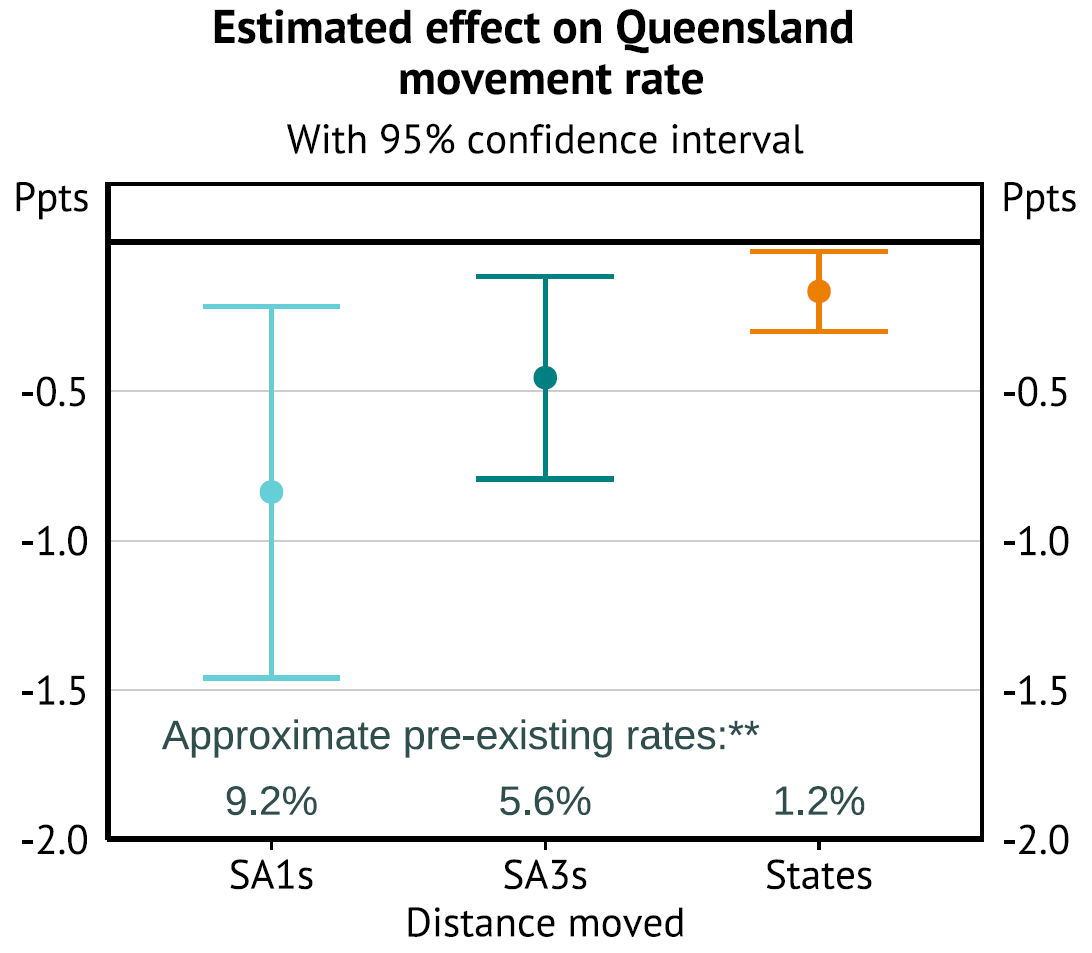 Estimated effect on Queensland
movement rate
With 95% confidence interval
Ppts Ppts
-0.5 -0.5
-1.0 -1.0
-1.5 -1.5
Approximate pre-existing rates:**
9.2% 5.6% 1.2%
-2.0 -2.0
SA1s SA3s States
Distance moved